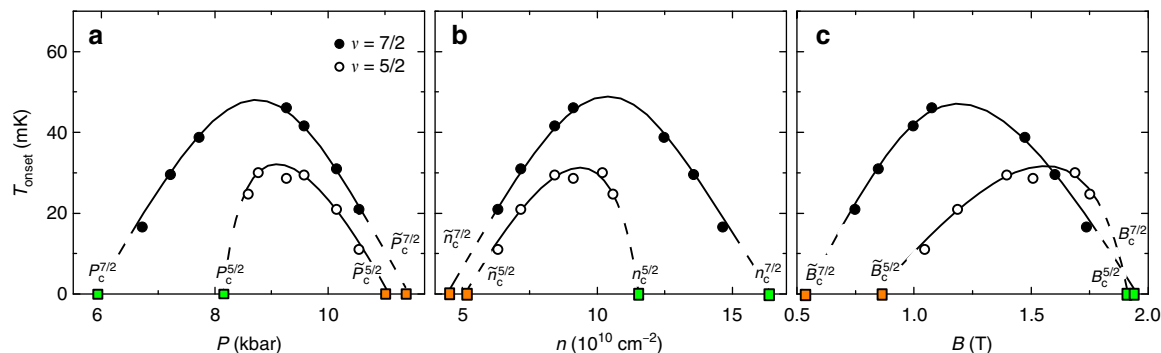 a
b
c
ν = 7/2
ν = 5/2
60
40
20
0
T_onset (mK)
P_c^{7/2}
P_c^{5/2}
P̃_c^{5/2}
P̃_c^{7/2}
ñ_c^{7/2}
ñ_c^{5/2}
n_c^{5/2}
n_c^{7/2}
B̃_c^{7/2}
B̃_c^{5/2}
B_c^{7/2}
B_c^{5/2}
6 8 10
5 10 15
0.5 1.0 1.5 2.0
P (kbar)
n (10^{10} cm^{−2})
B (T)